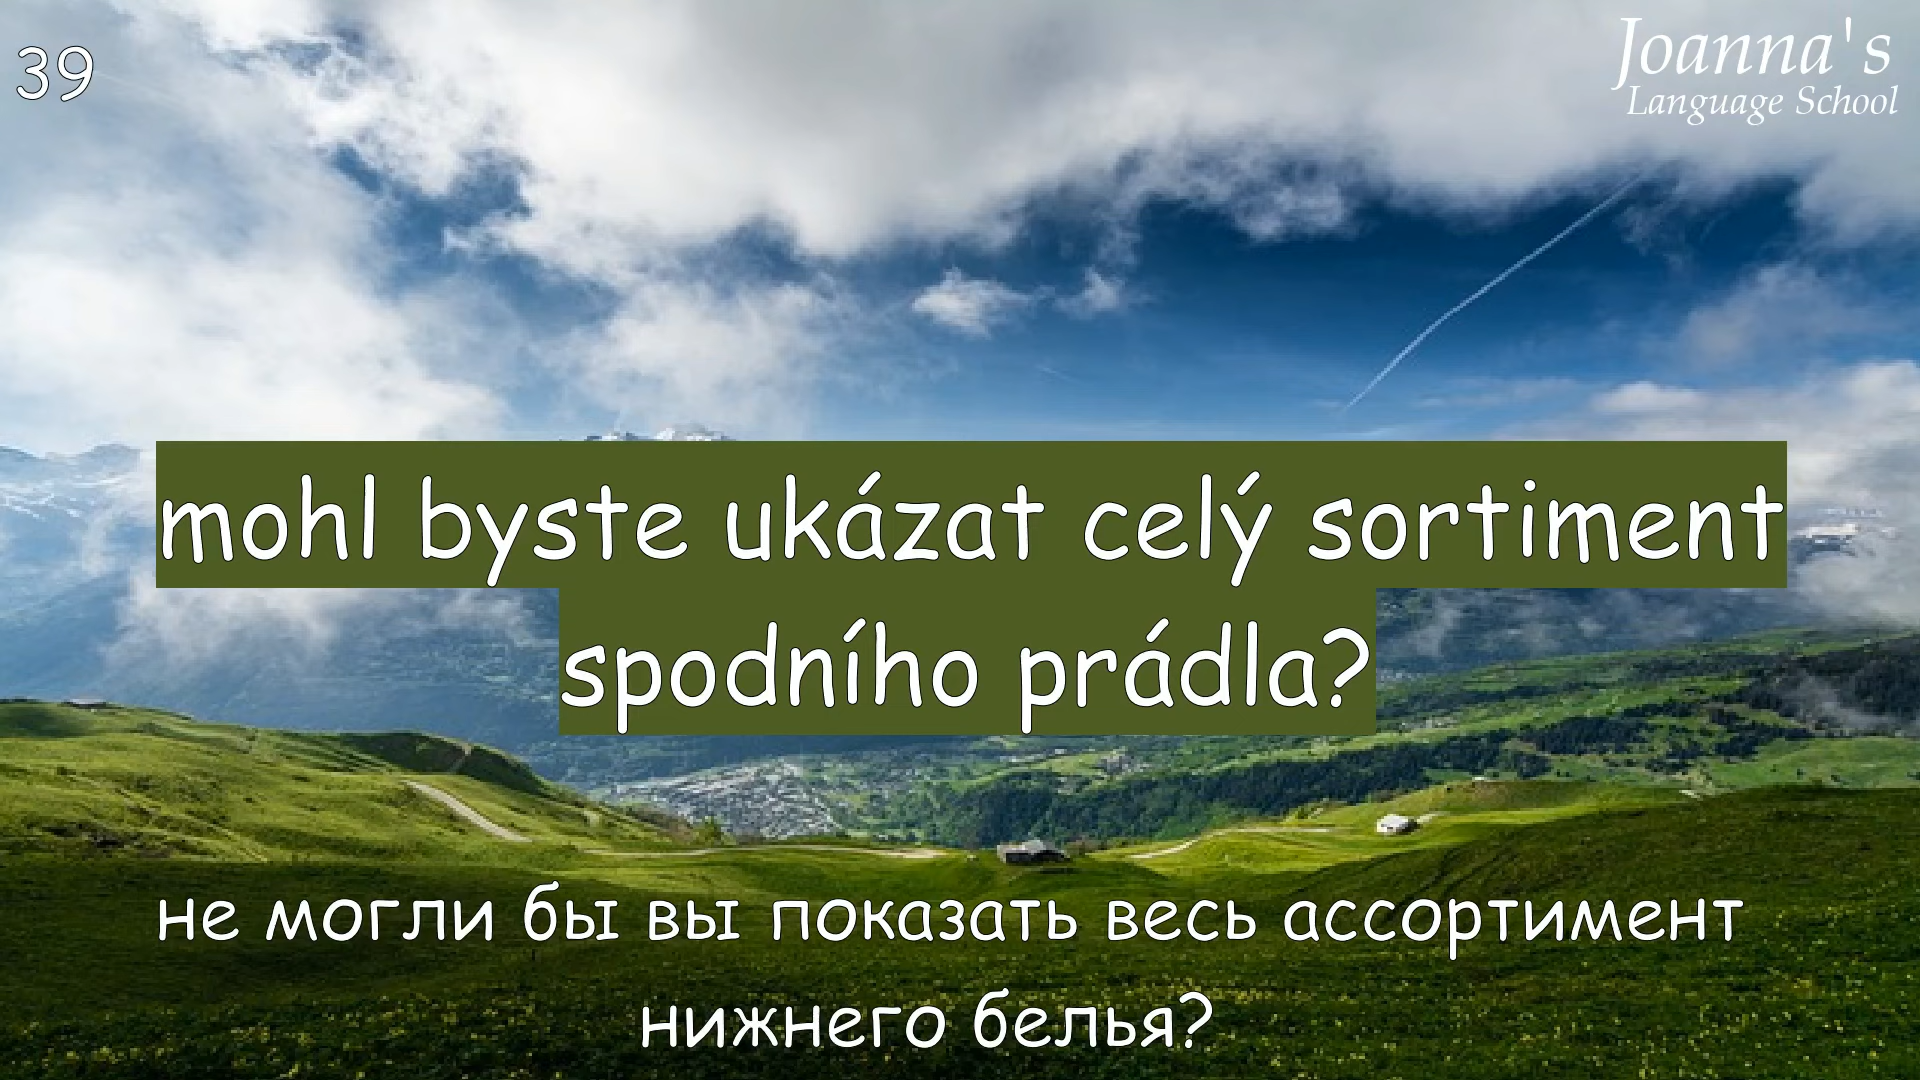 39
Joanna's
Language School
mohl byste ukázat celý sortiment
spodního prádla?
не могли бы вы показать весь ассортимент
нижнего белья?